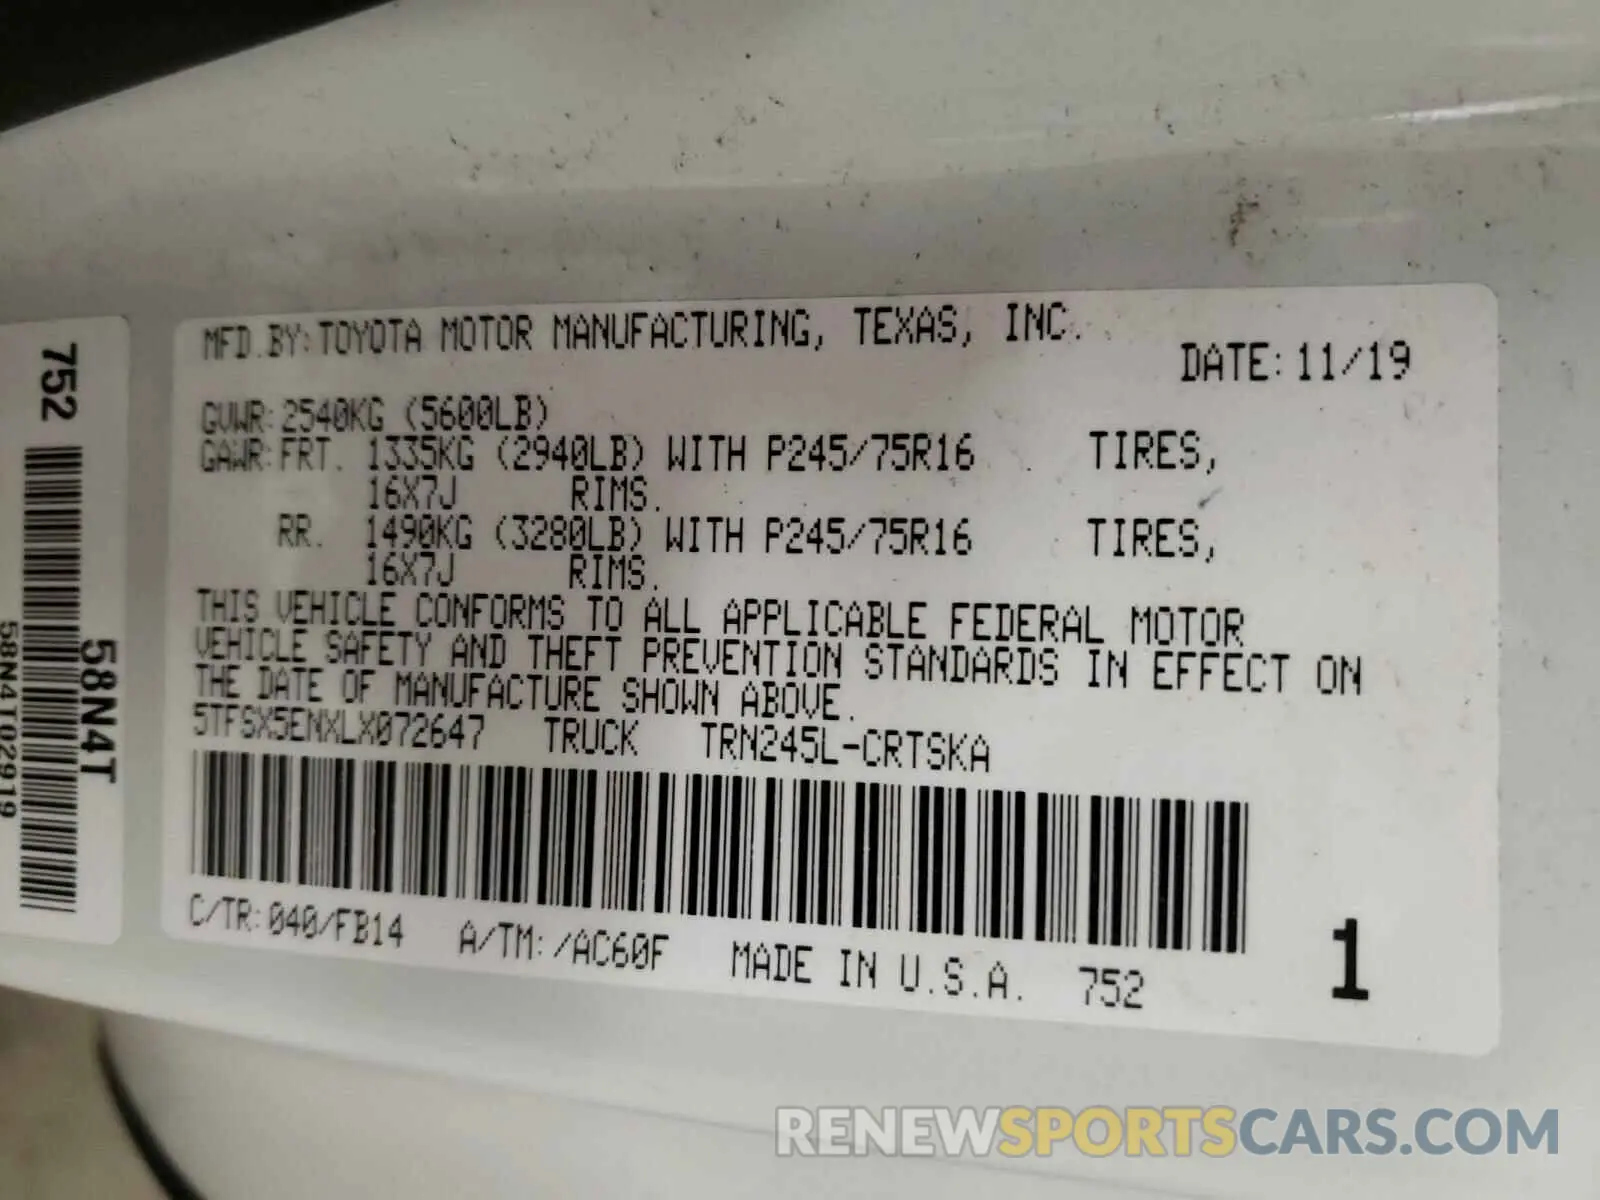 MFD.BY:TOYOTA MOTOR MANUFACTURING, TEXAS, INC.
DATE:11/19
GVWR:2540KG (5600LB)
GAWR:FRT. 1335KG (2940LB) WITH P245/75R16 TIRES,
16X7J RIMS.
RR. 1490KG (3280LB) WITH P245/75R16 TIRES,
16X7J RIMS.
THIS VEHICLE CONFORMS TO ALL APPLICABLE FEDERAL MOTOR
VEHICLE SAFETY AND THEFT PREVENTION STANDARDS IN EFFECT ON
THE DATE OF MANUFACTURE SHOWN ABOVE.
5TFSX5ENXLX072647 TRUCK TRN245L-CRTSKA
C/TR:040/FB14 A/TM:/AC60F MADE IN U.S.A. 752
1
752
58N4T
58N4T02919
RENEWSPORTSCARS.COM